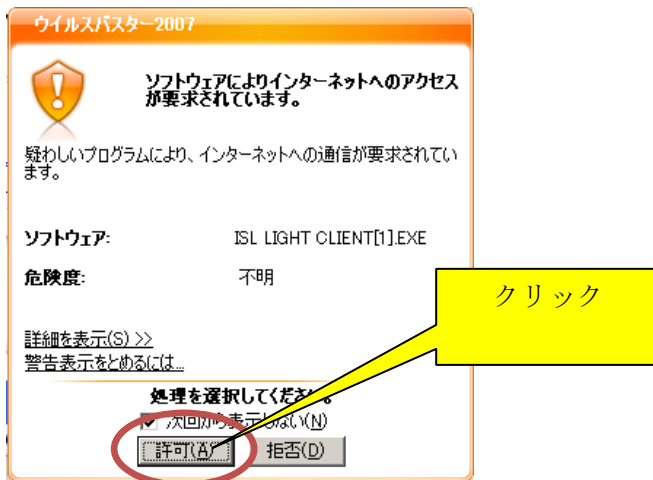 ウイルスバスター2007
ソフトウェアによりインターネットへのアクセス
が要求されています。
疑わしいプログラムにより、インターネットへの通信が要求されてい
ます。
ソフトウェア: ISL LIGHT CLIENT[1].EXE
危険度: 不明
クリック
詳細を表示(S) >>
警告表示をとめるには...
処理を選択してください。
次回から表示しない(N)
許可(A) 拒否(D)